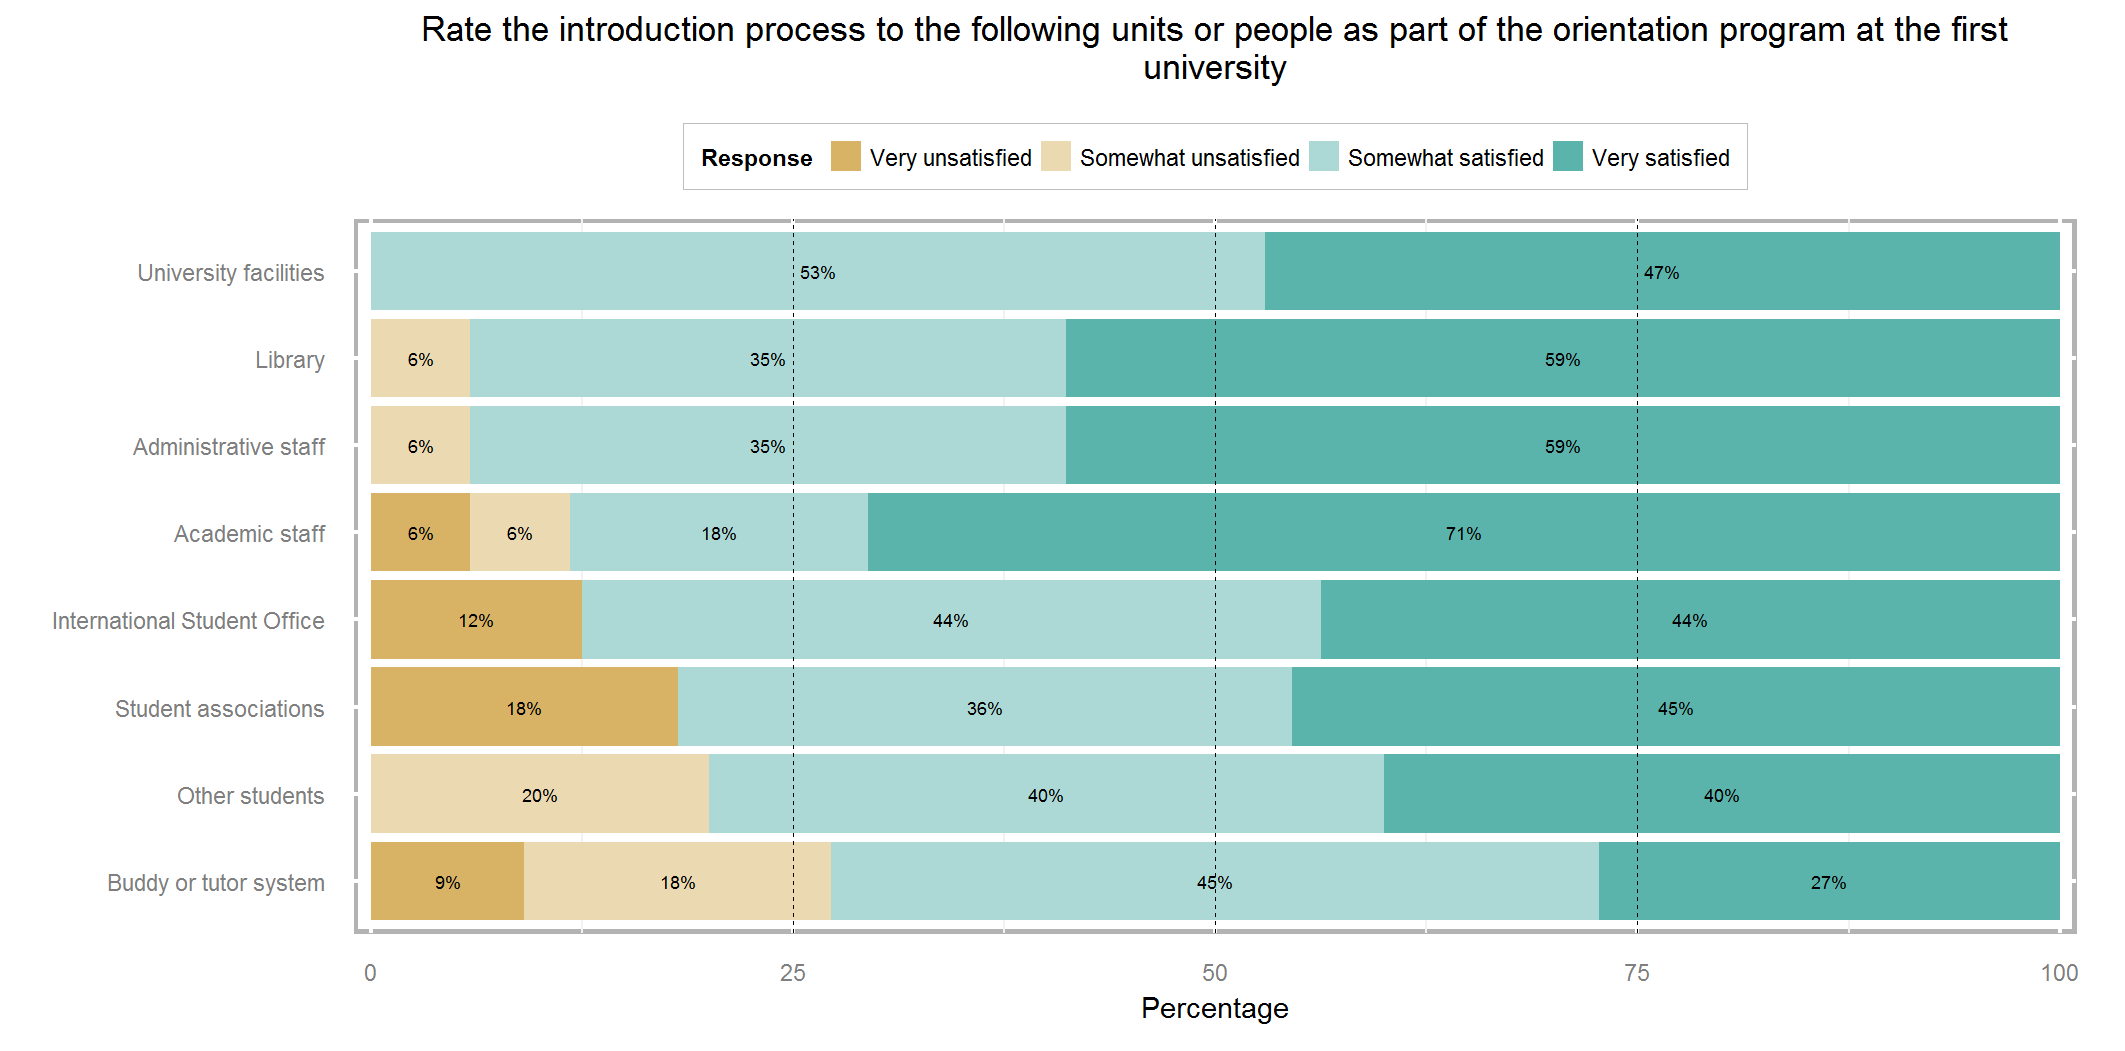 Rate the introduction process to the following units or people as part of the orientation program at the first
university
Response Very unsatisfied Somewhat unsatisfied Somewhat satisfied Very satisfied
University facilities 53% 47%
Library 6% 35% 59%
Administrative staff 6% 35% 59%
Academic staff 6% 6% 18% 71%
International Student Office 12% 44% 44%
Student associations 18% 36% 45%
Other students 20% 40% 40%
Buddy or tutor system 9% 18% 45% 27%
0 25 50 75 100
Percentage